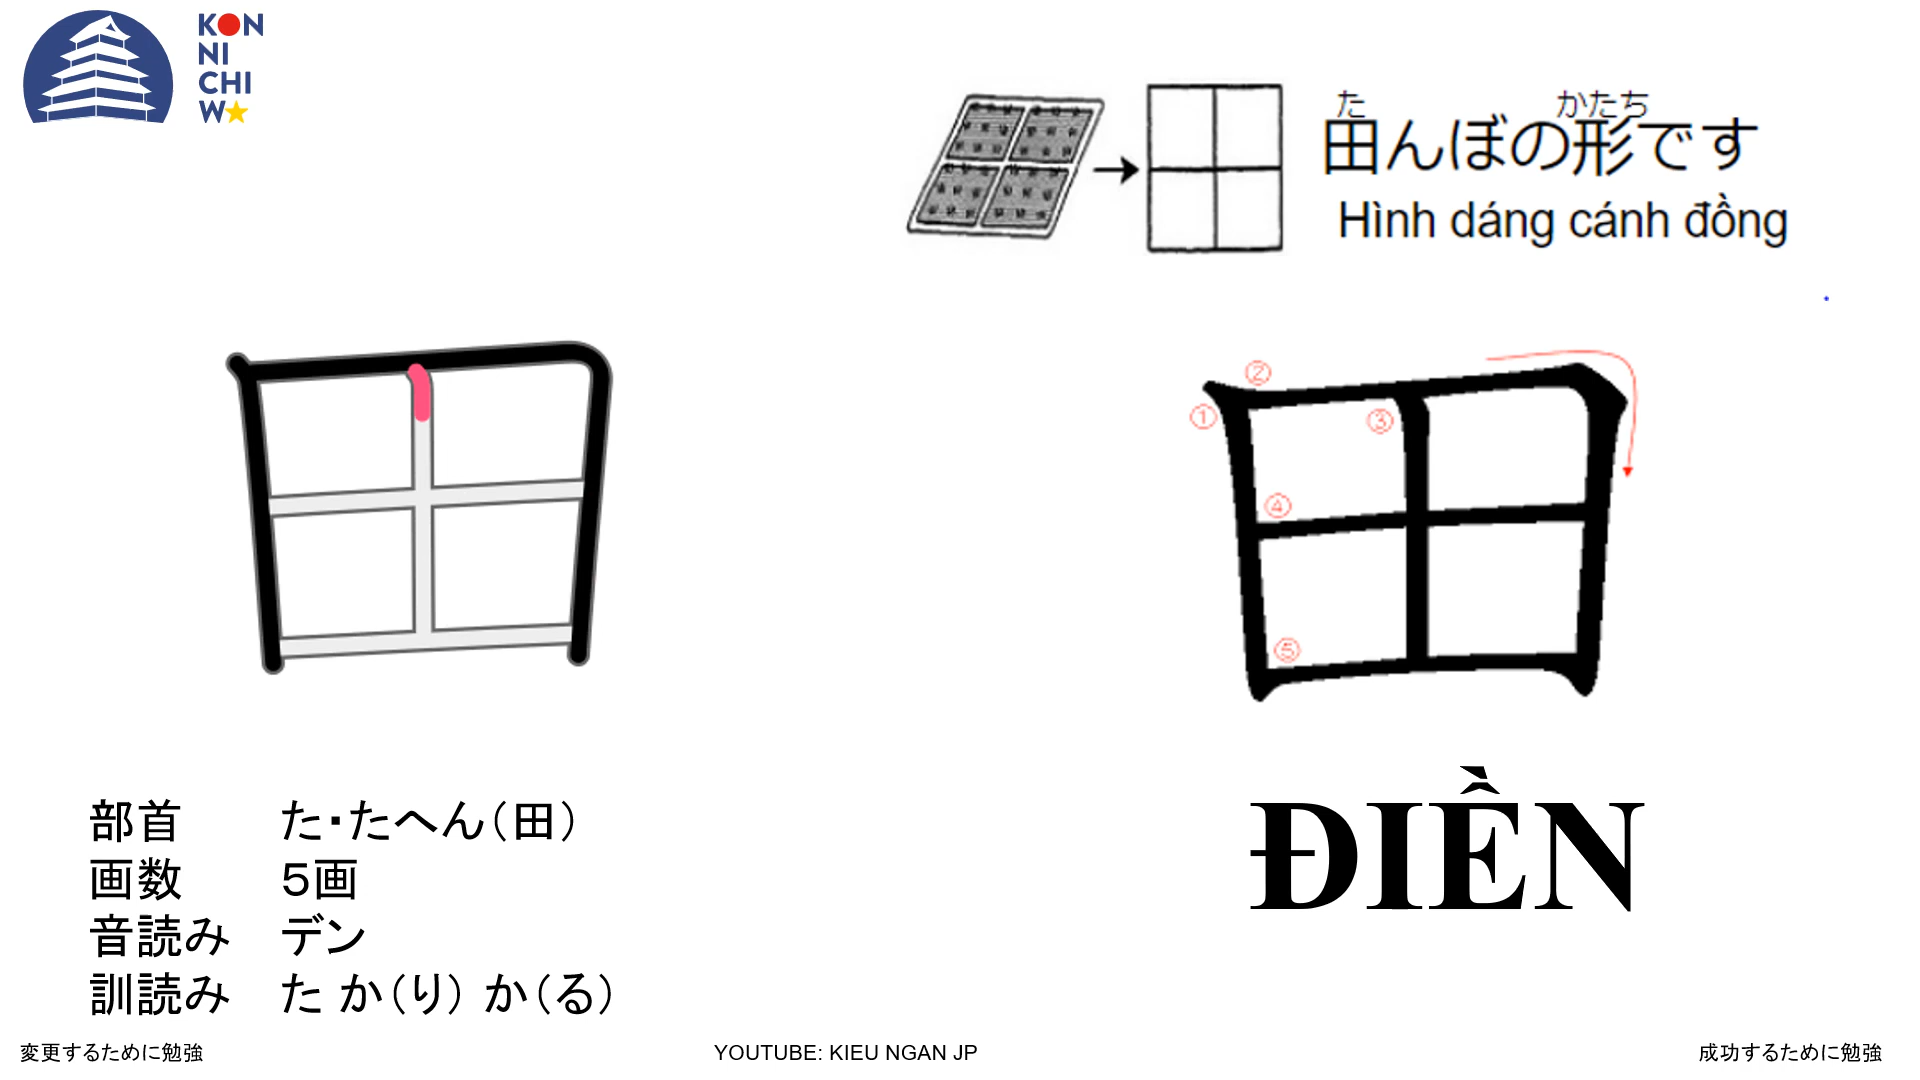 KON
NI
CHI
W★
た かたち
田んぼの形です
Hình dáng cánh đồng
① ② ③ ④ ⑤
部首 た・たへん（田）
画数 5画
音読み デン
訓読み た か（り） か（る）
ĐIỀN
変更するために勉強
YOUTUBE: KIEU NGAN JP
成功するために勉強